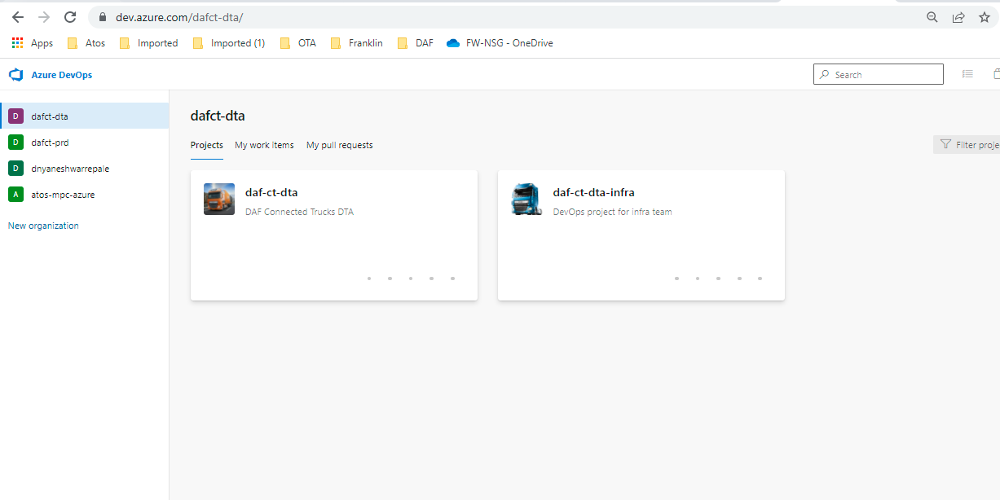 dev.azure.com/dafct-dta/
Apps Atos Imported Imported (1) OTA Franklin DAF FW-NSG - OneDrive
Azure DevOps
Search
D dafct-dta
D dafct-prd
D dnyaneshwarrepale
A atos-mpc-azure
New organization
dafct-dta
Projects My work items My pull requests
Filter proje
daf-ct-dta
DAF Connected Trucks DTA
daf-ct-dta-infra
DevOps project for infra team